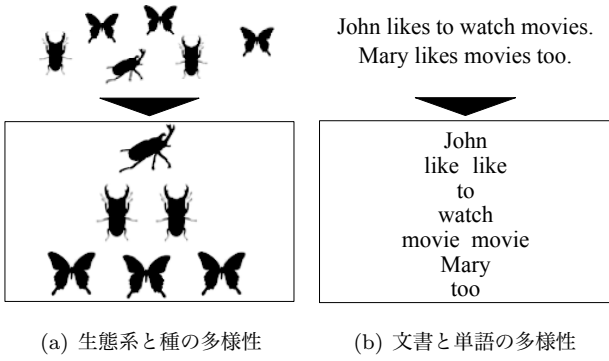 John likes to watch movies.
Mary likes movies too.
John
like like
to
watch
movie movie
Mary
too
(a) 生態系と種の多様性
(b) 文書と単語の多様性